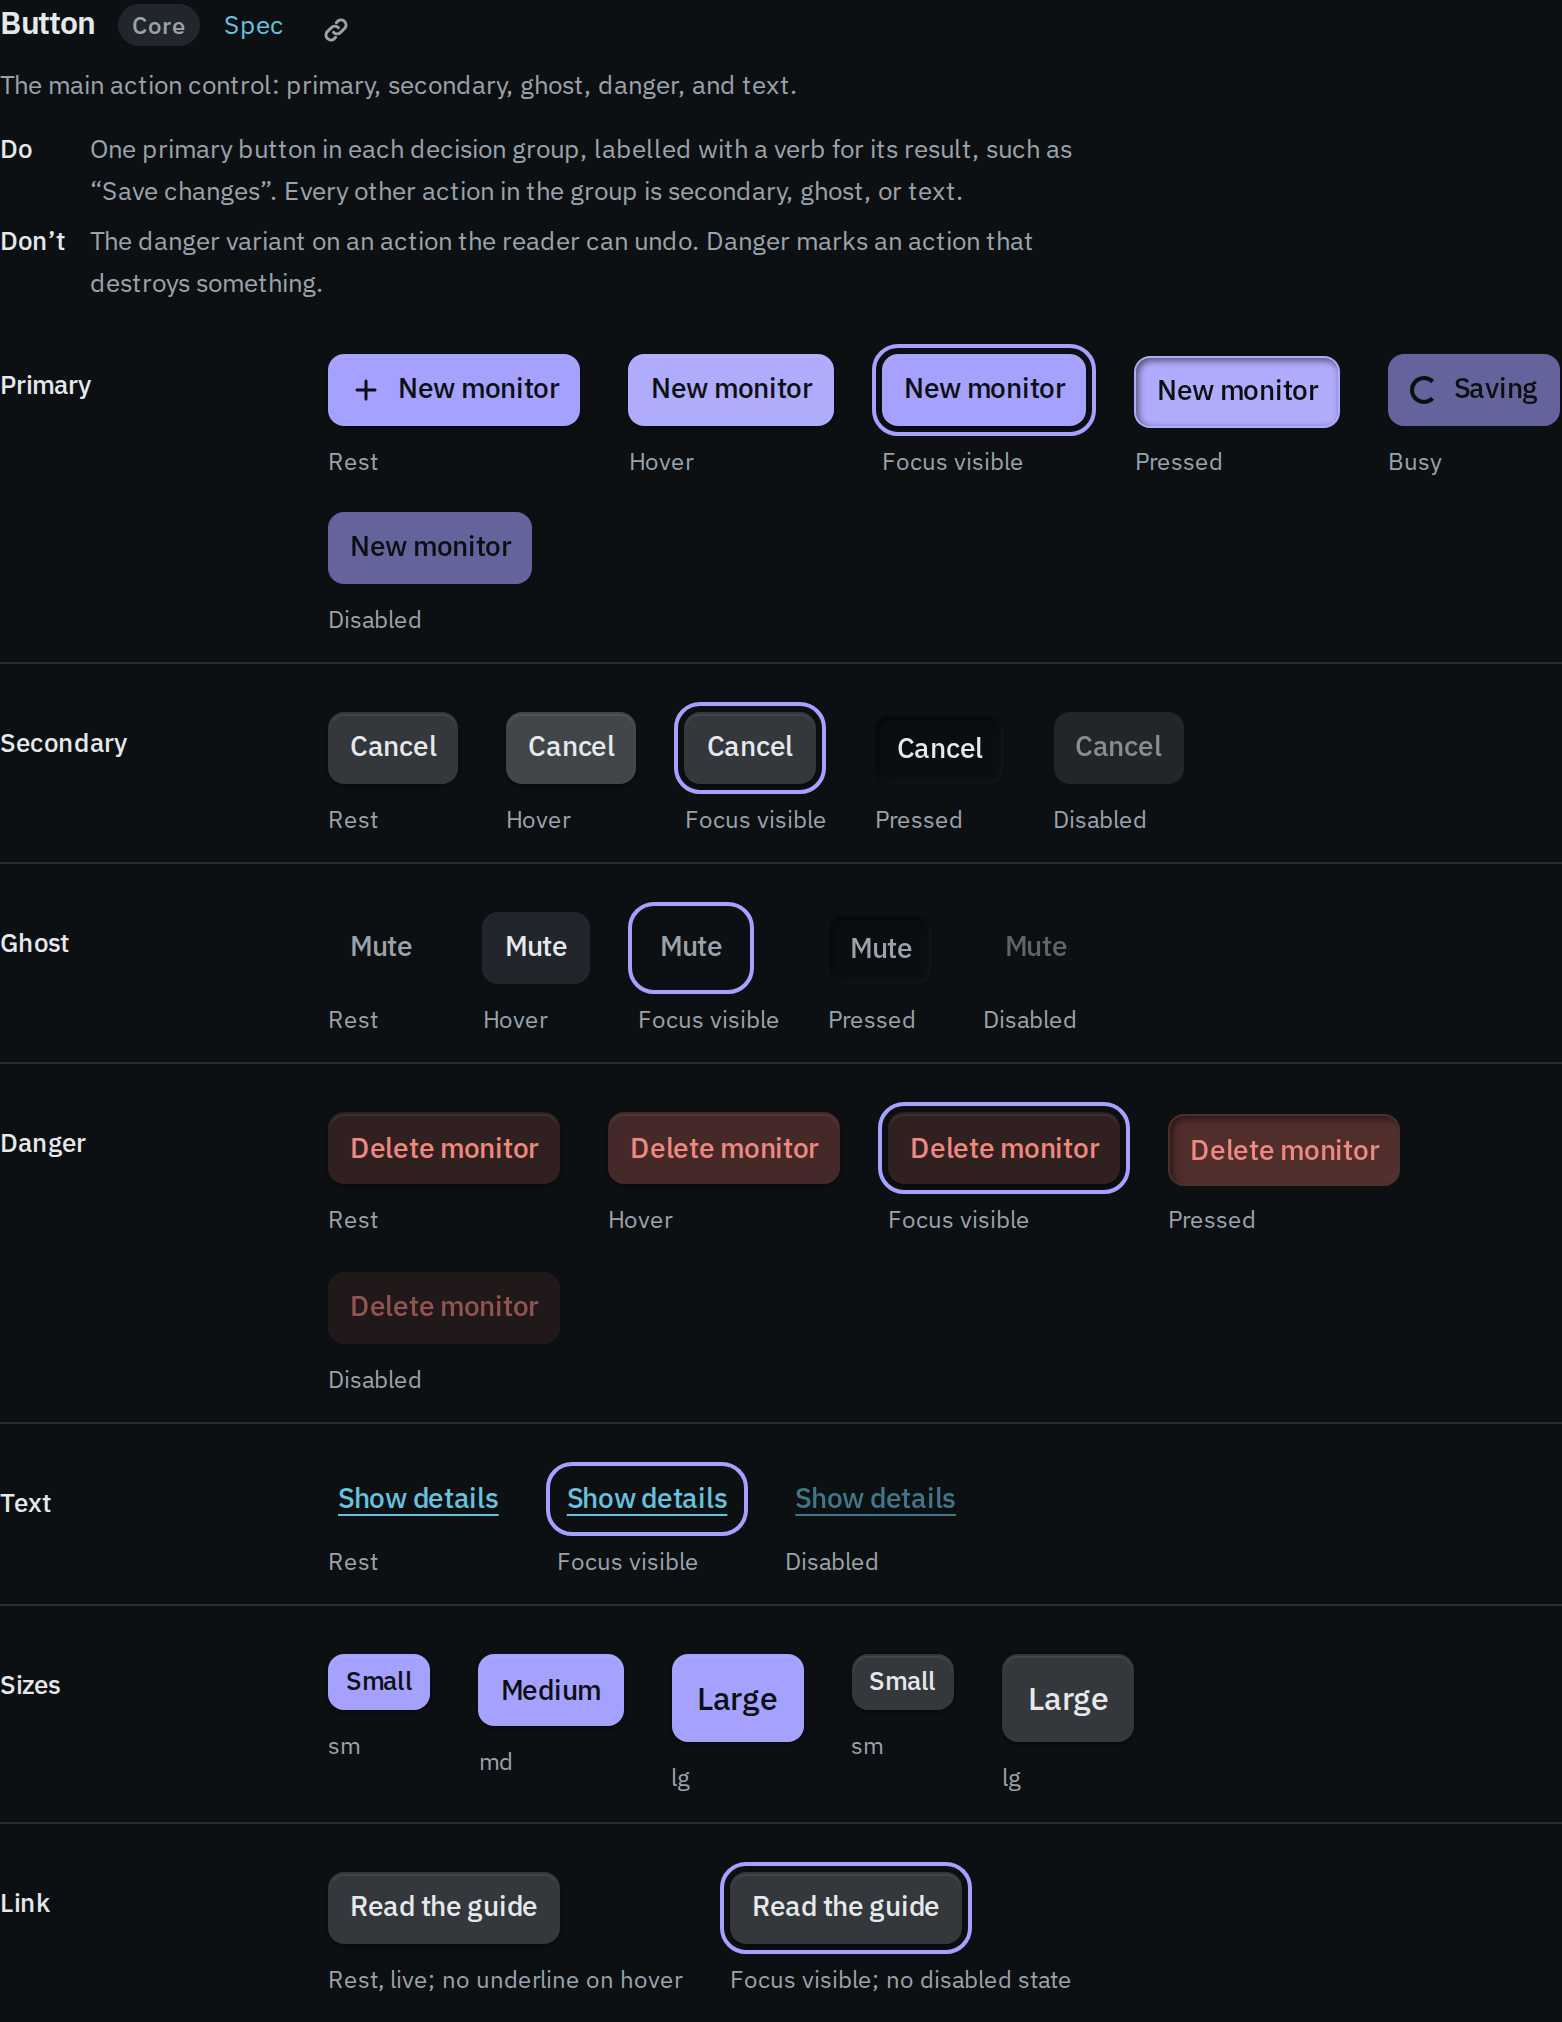 Button Core Spec
The main action control: primary, secondary, ghost, danger, and text.
Do One primary button in each decision group, labelled with a verb for its result, such as
“Save changes”. Every other action in the group is secondary, ghost, or text.
Don’t The danger variant on an action the reader can undo. Danger marks an action that
destroys something.
Primary New monitor New monitor New monitor New monitor Saving
Rest Hover Focus visible Pressed Busy
New monitor
Disabled
Secondary Cancel Cancel Cancel Cancel Cancel
Rest Hover Focus visible Pressed Disabled
Ghost Mute Mute Mute Mute Mute
Rest Hover Focus visible Pressed Disabled
Danger Delete monitor Delete monitor Delete monitor Delete monitor
Rest Hover Focus visible Pressed
Delete monitor
Disabled
Text Show details Show details Show details
Rest Focus visible Disabled
Sizes Small Medium Large Small Large
sm md lg sm lg
Link Read the guide Read the guide
Rest, live; no underline on hover Focus visible; no disabled state